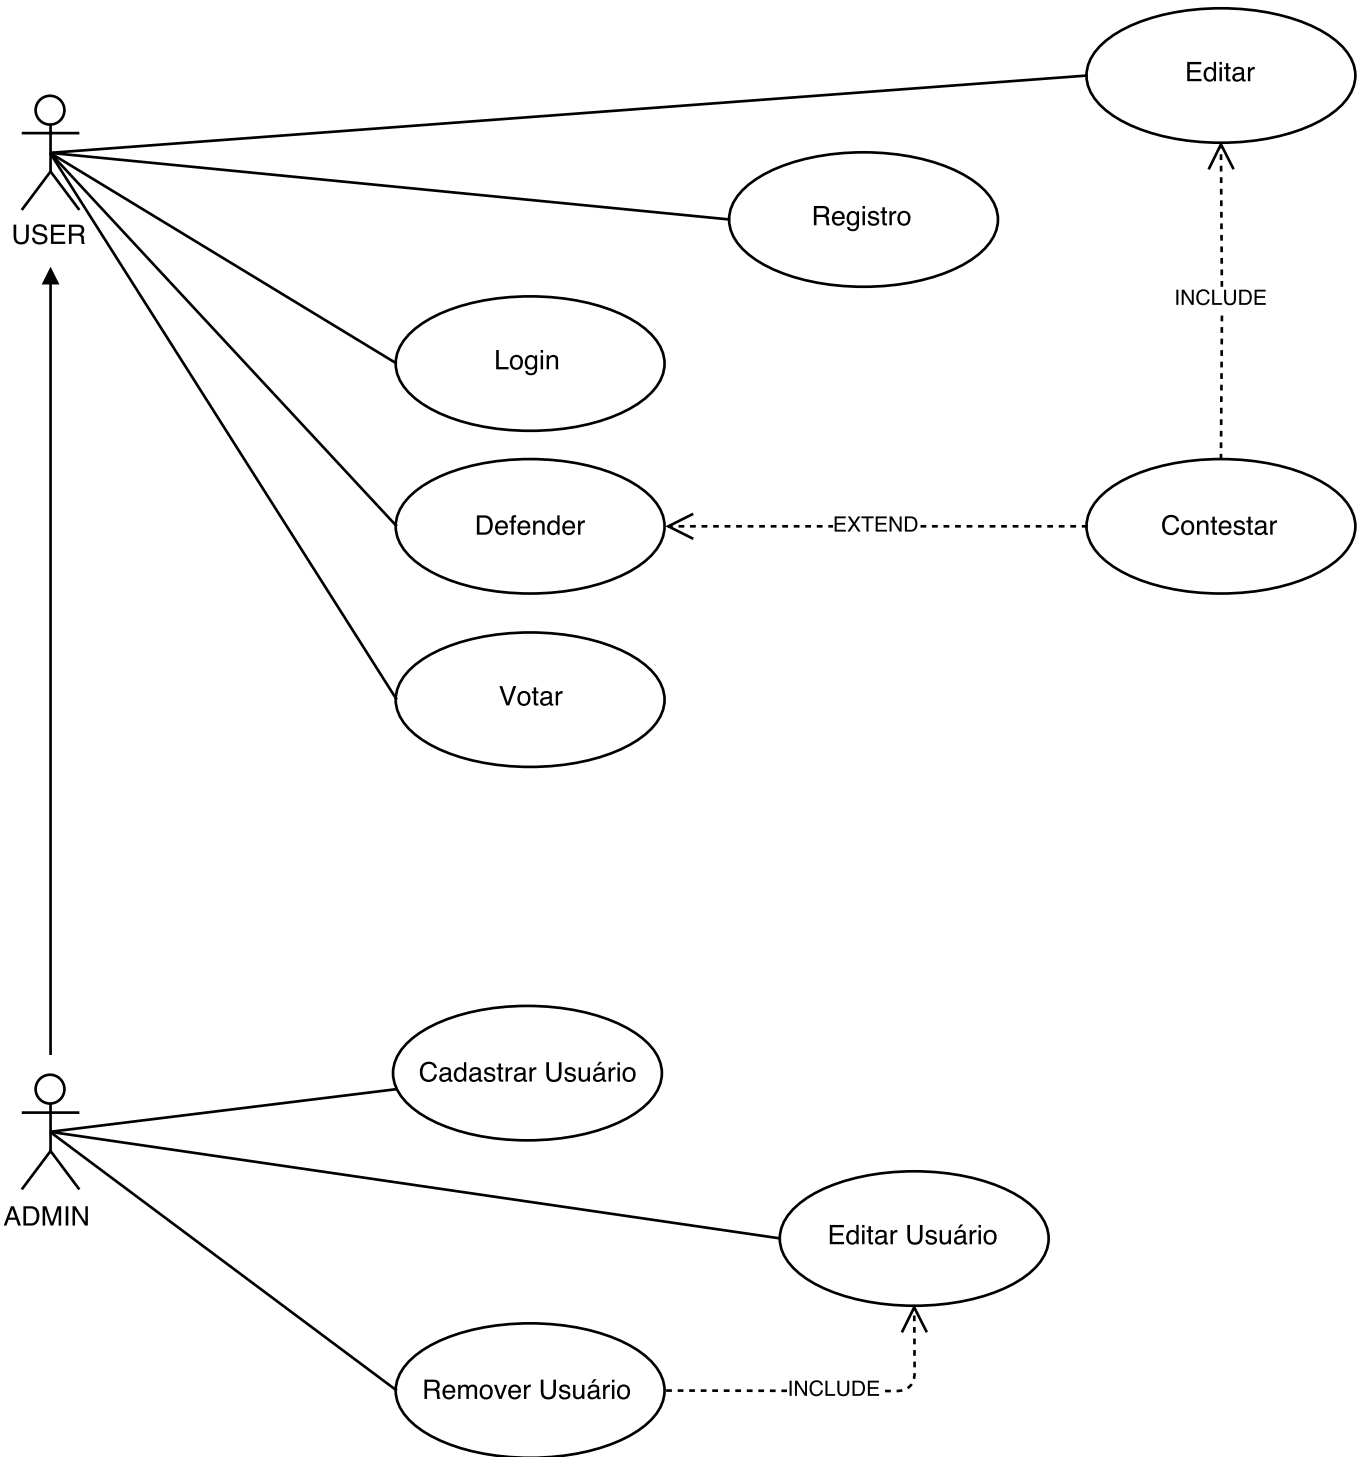 Editar
USER
Registro
INCLUDE
Login
Defender
EXTEND
Contestar
Votar
Cadastrar Usuário
ADMIN
Editar Usuário
Remover Usuário
INCLUDE